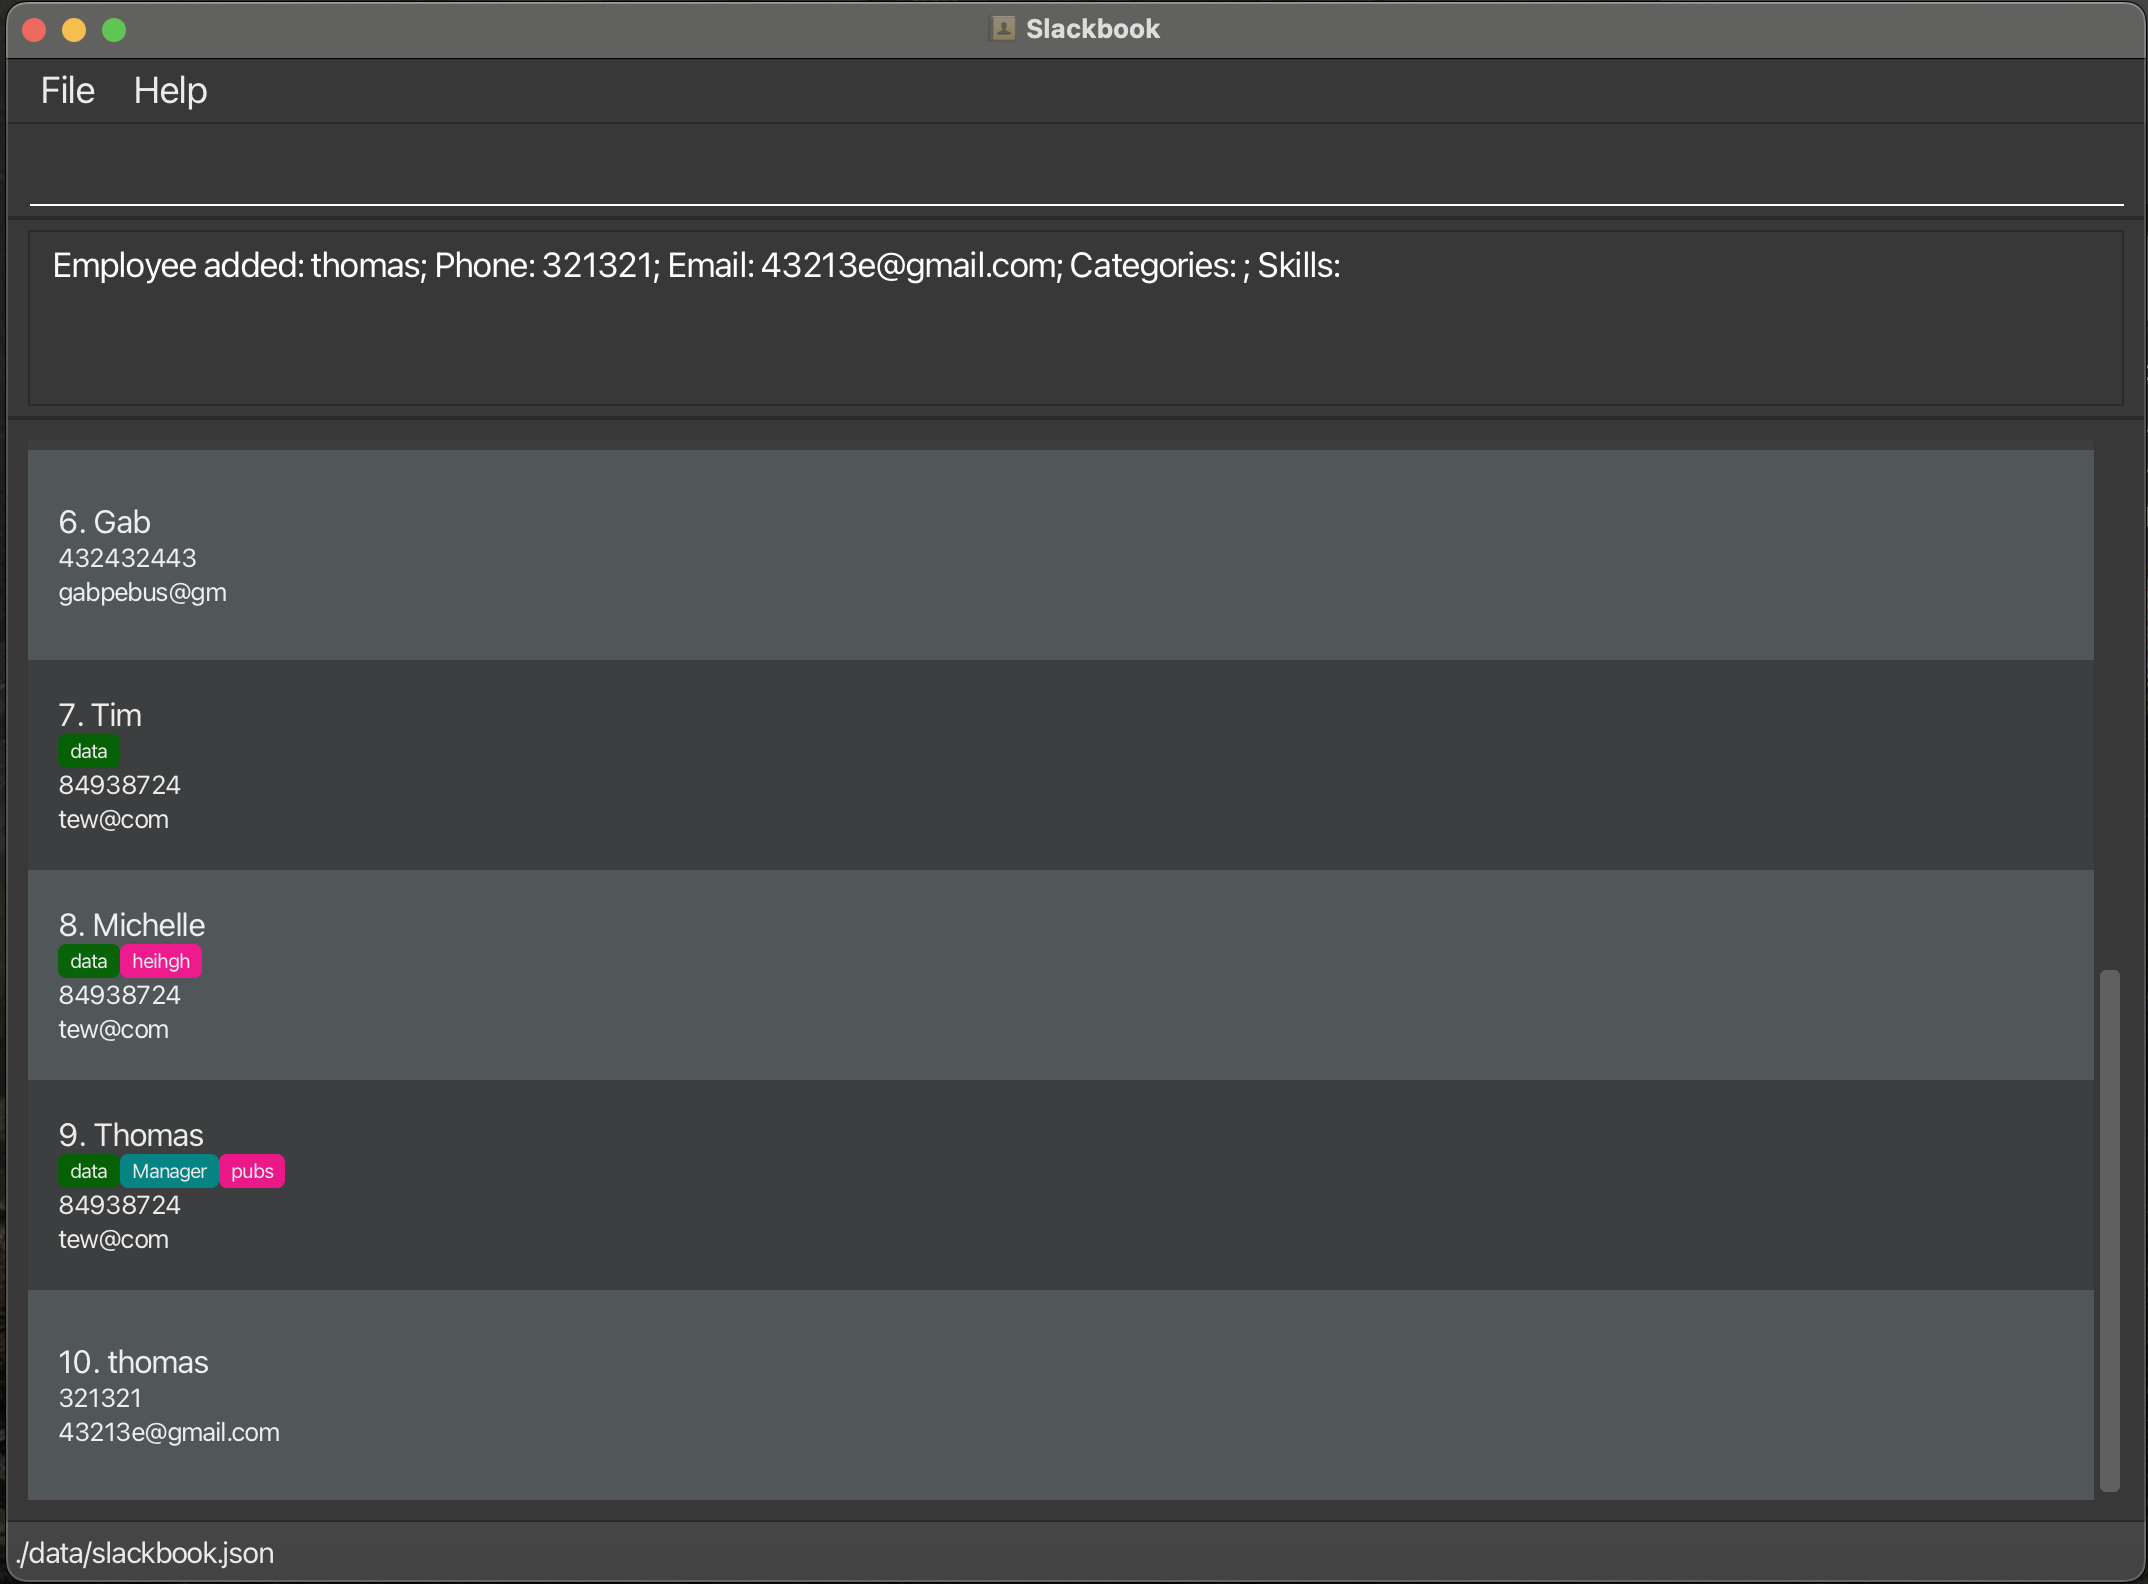 Slackbook
File Help
Employee added: thomas; Phone: 321321; Email: 43213e@gmail.com; Categories: ; Skills:
6. Gab
432432443
gabpebus@gm
7. Tim
data
84938724
tew@com
8. Michelle
data heihgh
84938724
tew@com
9. Thomas
data Manager pubs
84938724
tew@com
10. thomas
321321
43213e@gmail.com
./data/slackbook.json